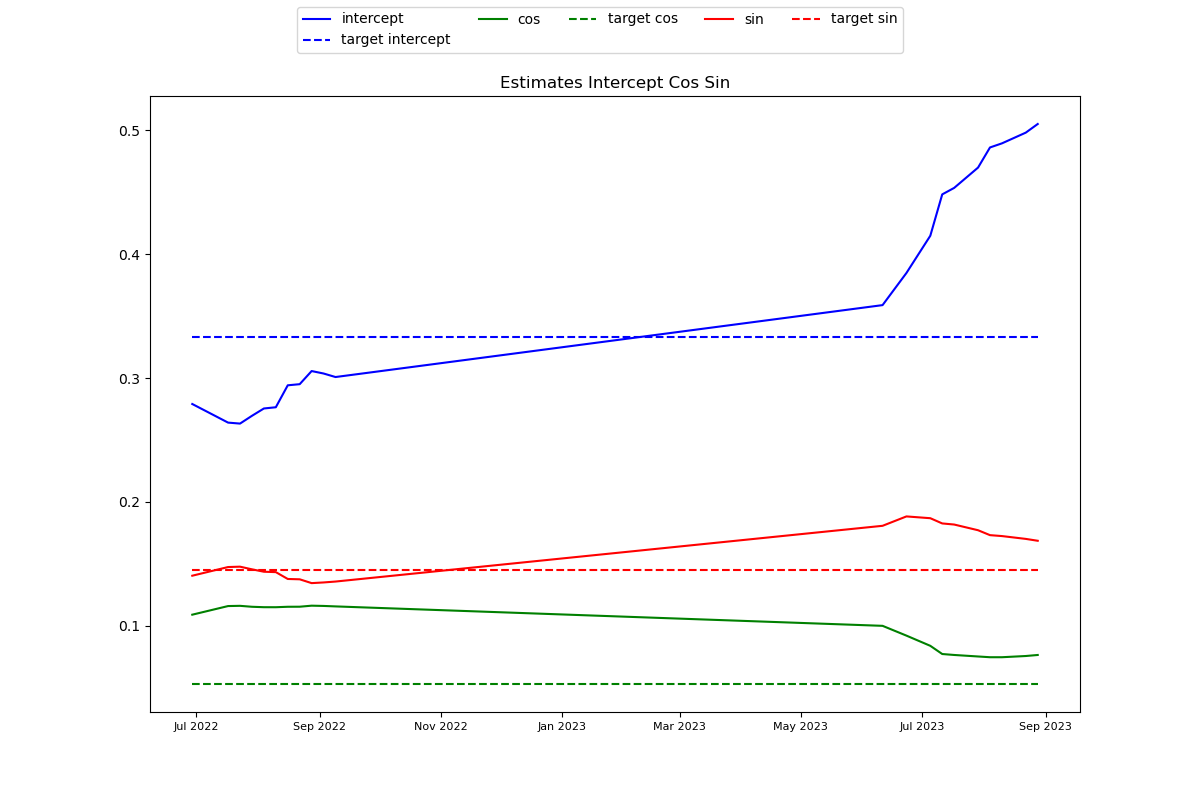 intercept cos target cos sin target sin
target intercept
Estimates Intercept Cos Sin
0.5
0.4
0.3
0.2
0.1
Jul 2022 Sep 2022 Nov 2022 Jan 2023 Mar 2023 May 2023 Jul 2023 Sep 2023